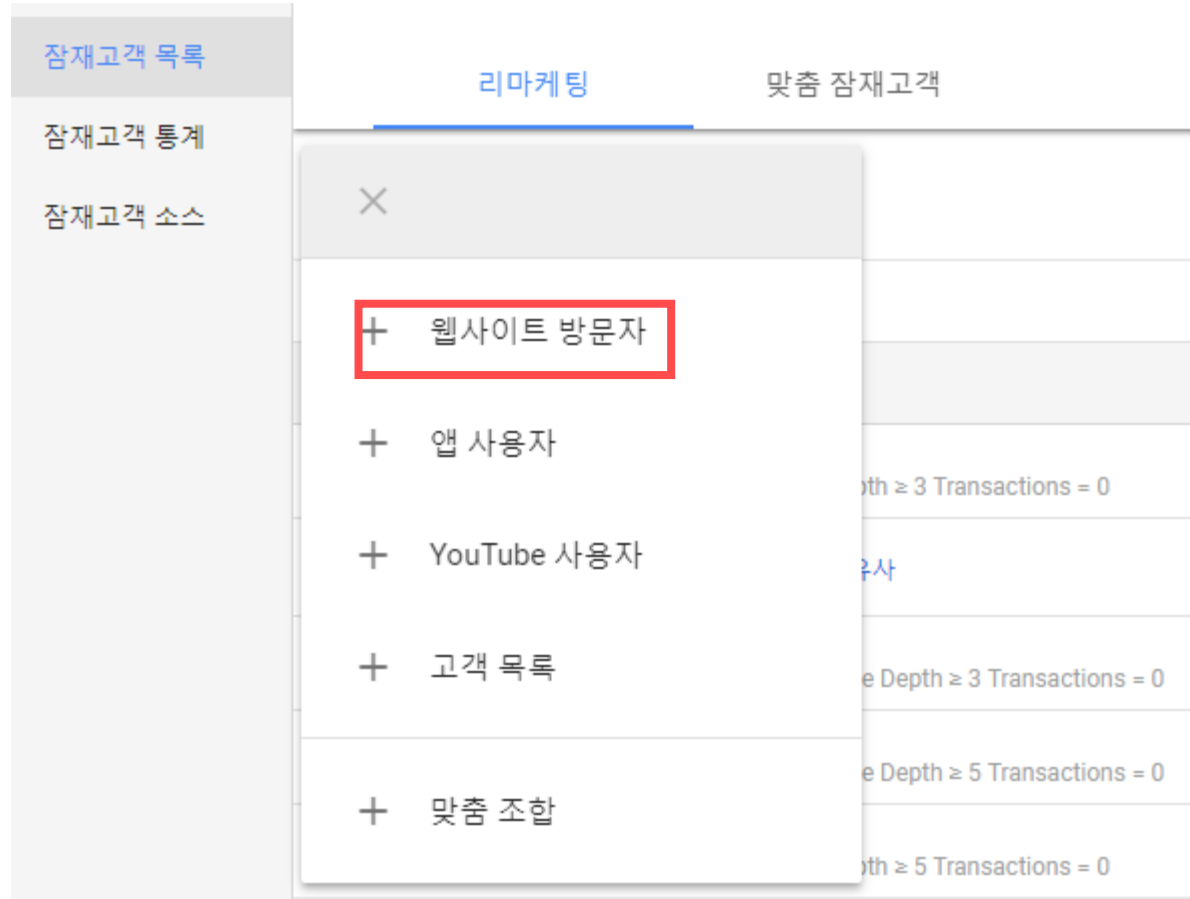 잠재고객 목록
잠재고객 통계
잠재고객 소스
리마케팅
맞춤 잠재고객
웹사이트 방문자
앱 사용자
YouTube 사용자
고객 목록
맞춤 조합
≥ 3 Transactions = 0
유사
Depth ≥ 3 Transactions = 0
Depth ≥ 5 Transactions = 0
≥ 5 Transactions = 0